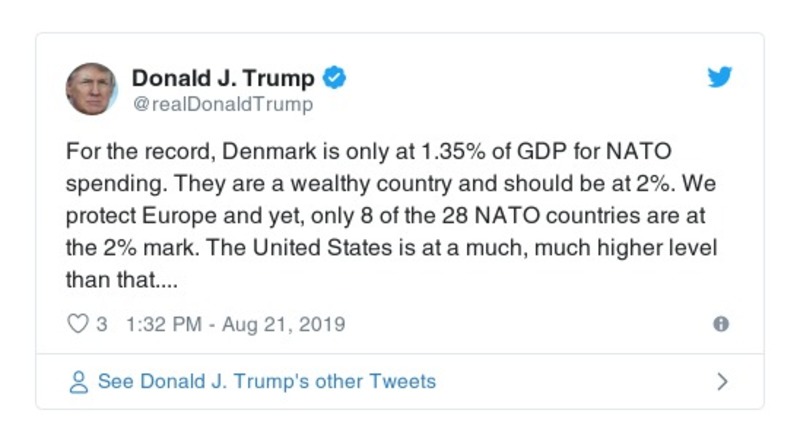 Donald J. Trump
@realDonaldTrump
For the record, Denmark is only at 1.35% of GDP for NATO
spending. They are a wealthy country and should be at 2%. We
protect Europe and yet, only 8 of the 28 NATO countries are at
the 2% mark. The United States is at a much, much higher level
than that....
3 1:32 PM - Aug 21, 2019
See Donald J. Trump's other Tweets